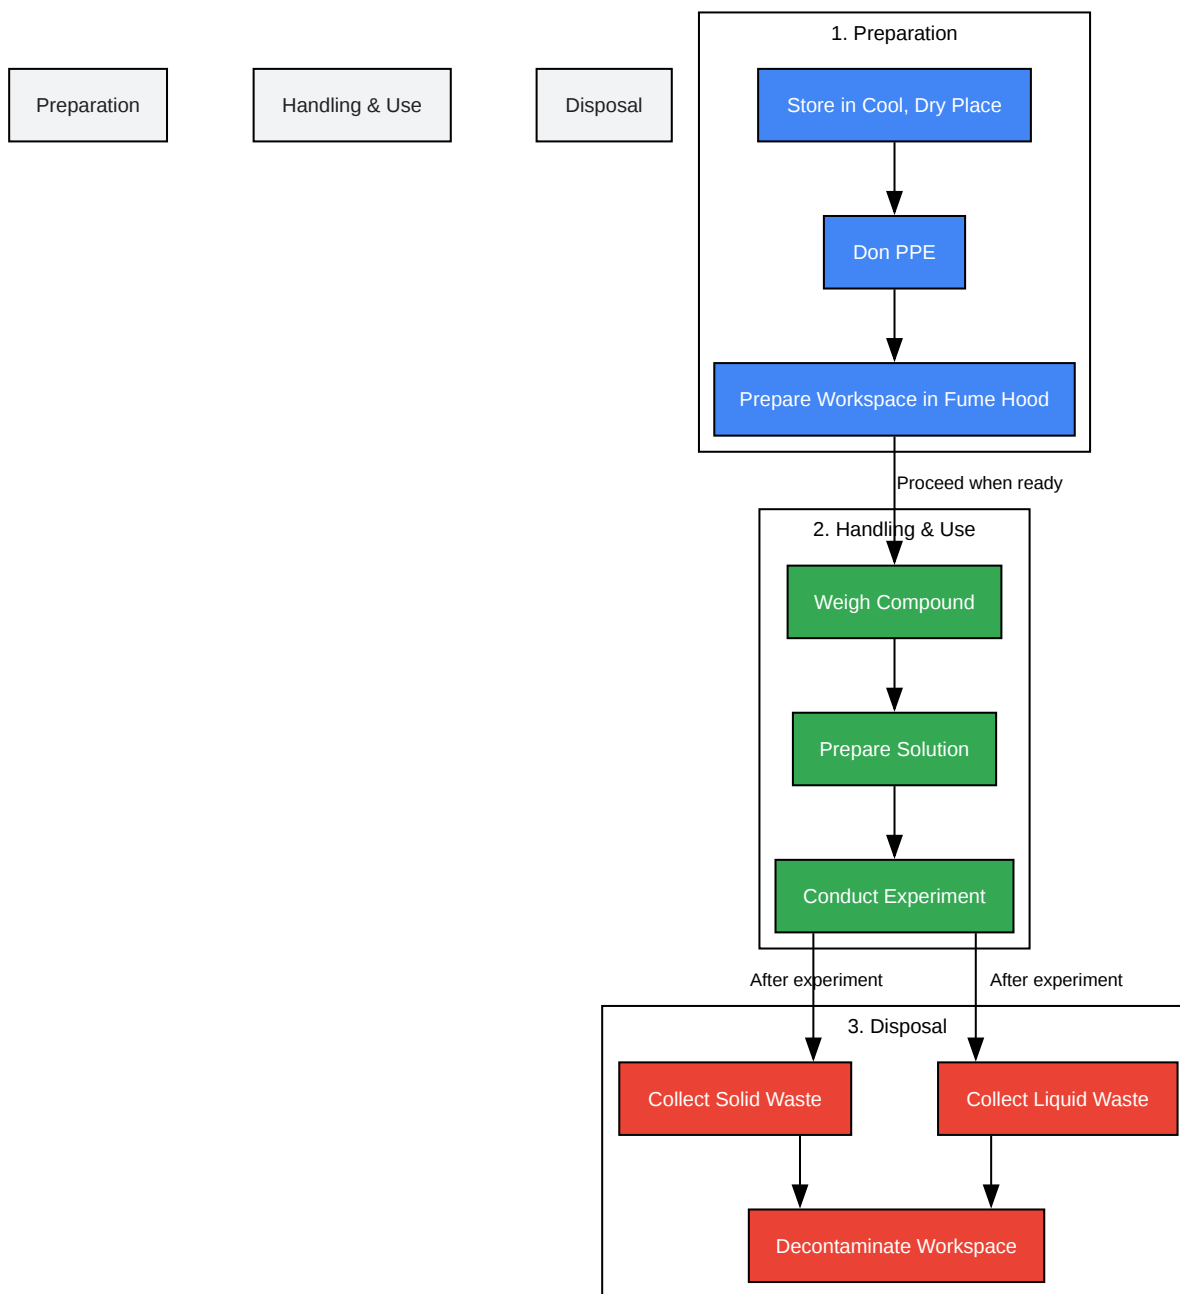 1. Preparation
Preparation
Handling & Use
Disposal
Store in Cool, Dry Place
Don PPE
Prepare Workspace in Fume Hood
Proceed when ready
2. Handling & Use
Weigh Compound
Prepare Solution
Conduct Experiment
After experiment
After experiment
3. Disposal
Collect Solid Waste
Collect Liquid Waste
Decontaminate Workspace